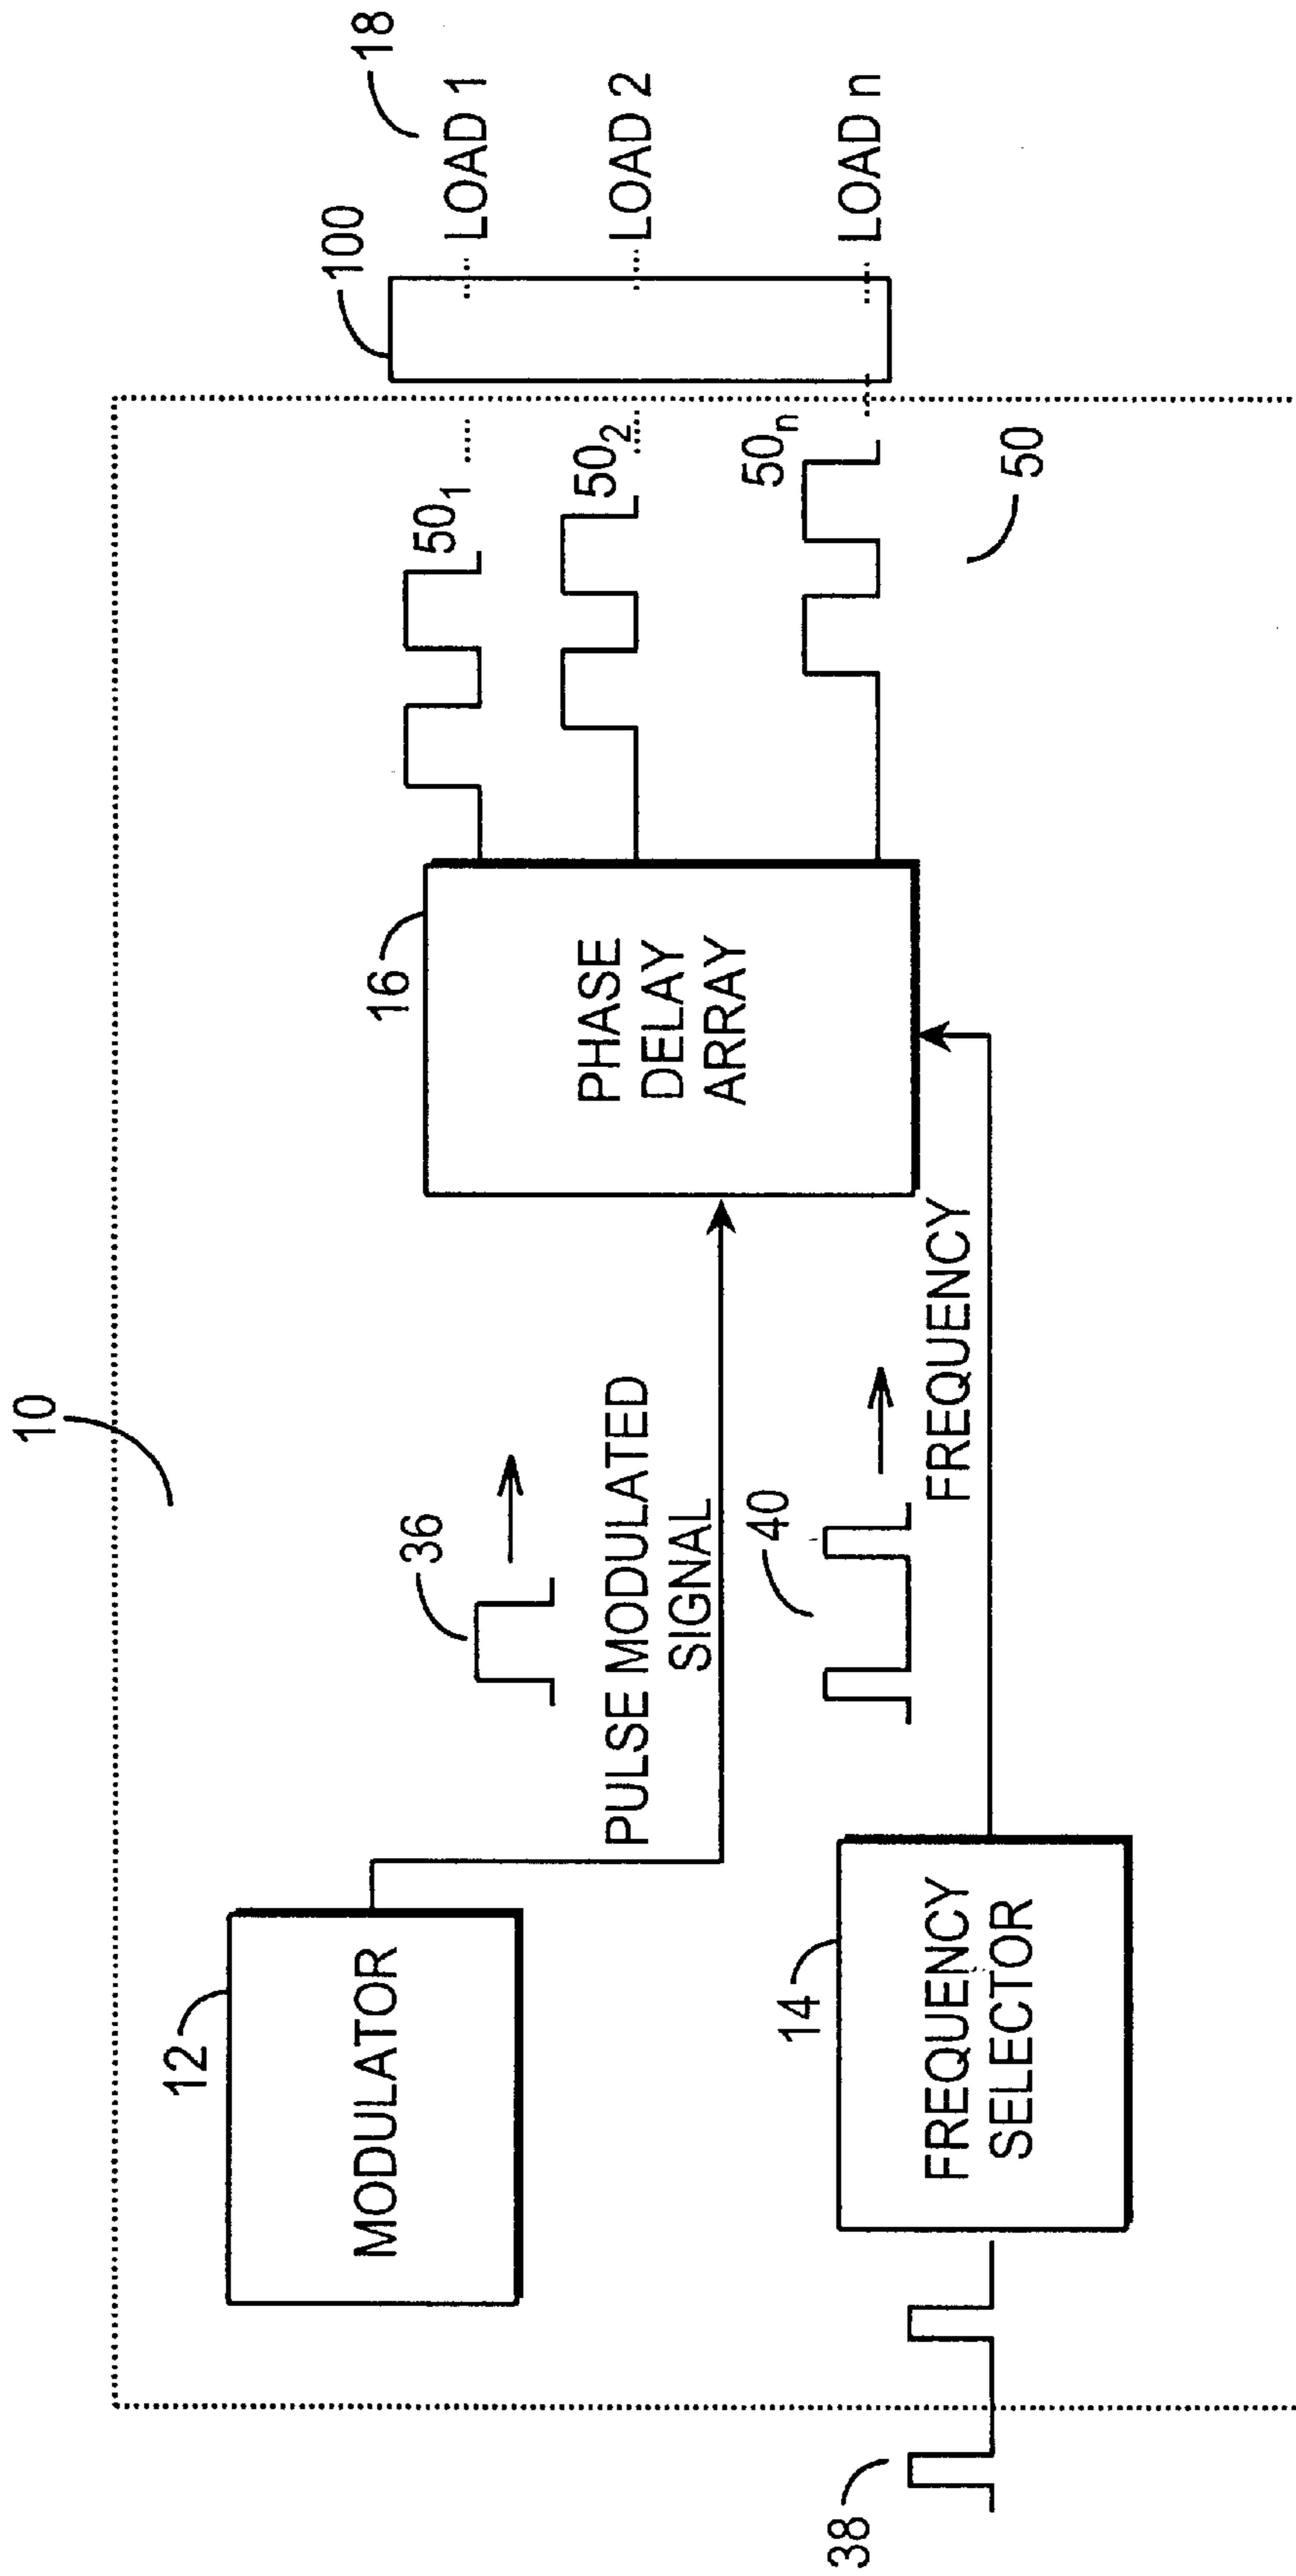 10
12
MODULATOR
36
PULSE MODULATED
SIGNAL
38
14
FREQUENCY
SELECTOR
40
FREQUENCY
16
PHASE
DELAY
ARRAY
50₁
50₂
50ₙ
50
100
18
LOAD 1
LOAD 2
LOAD n